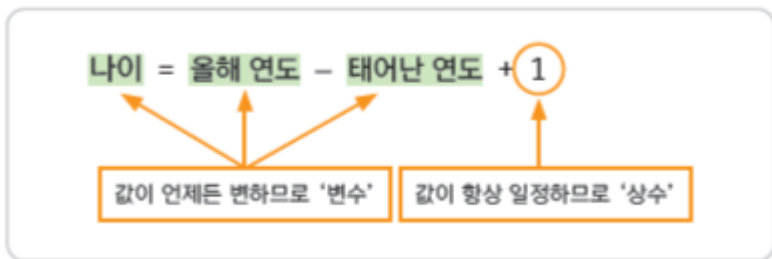 나이 = 올해 연도 – 태어난 연도 + 1
값이 언제든 변하므로 ‘변수’
값이 항상 일정하므로 ‘상수’